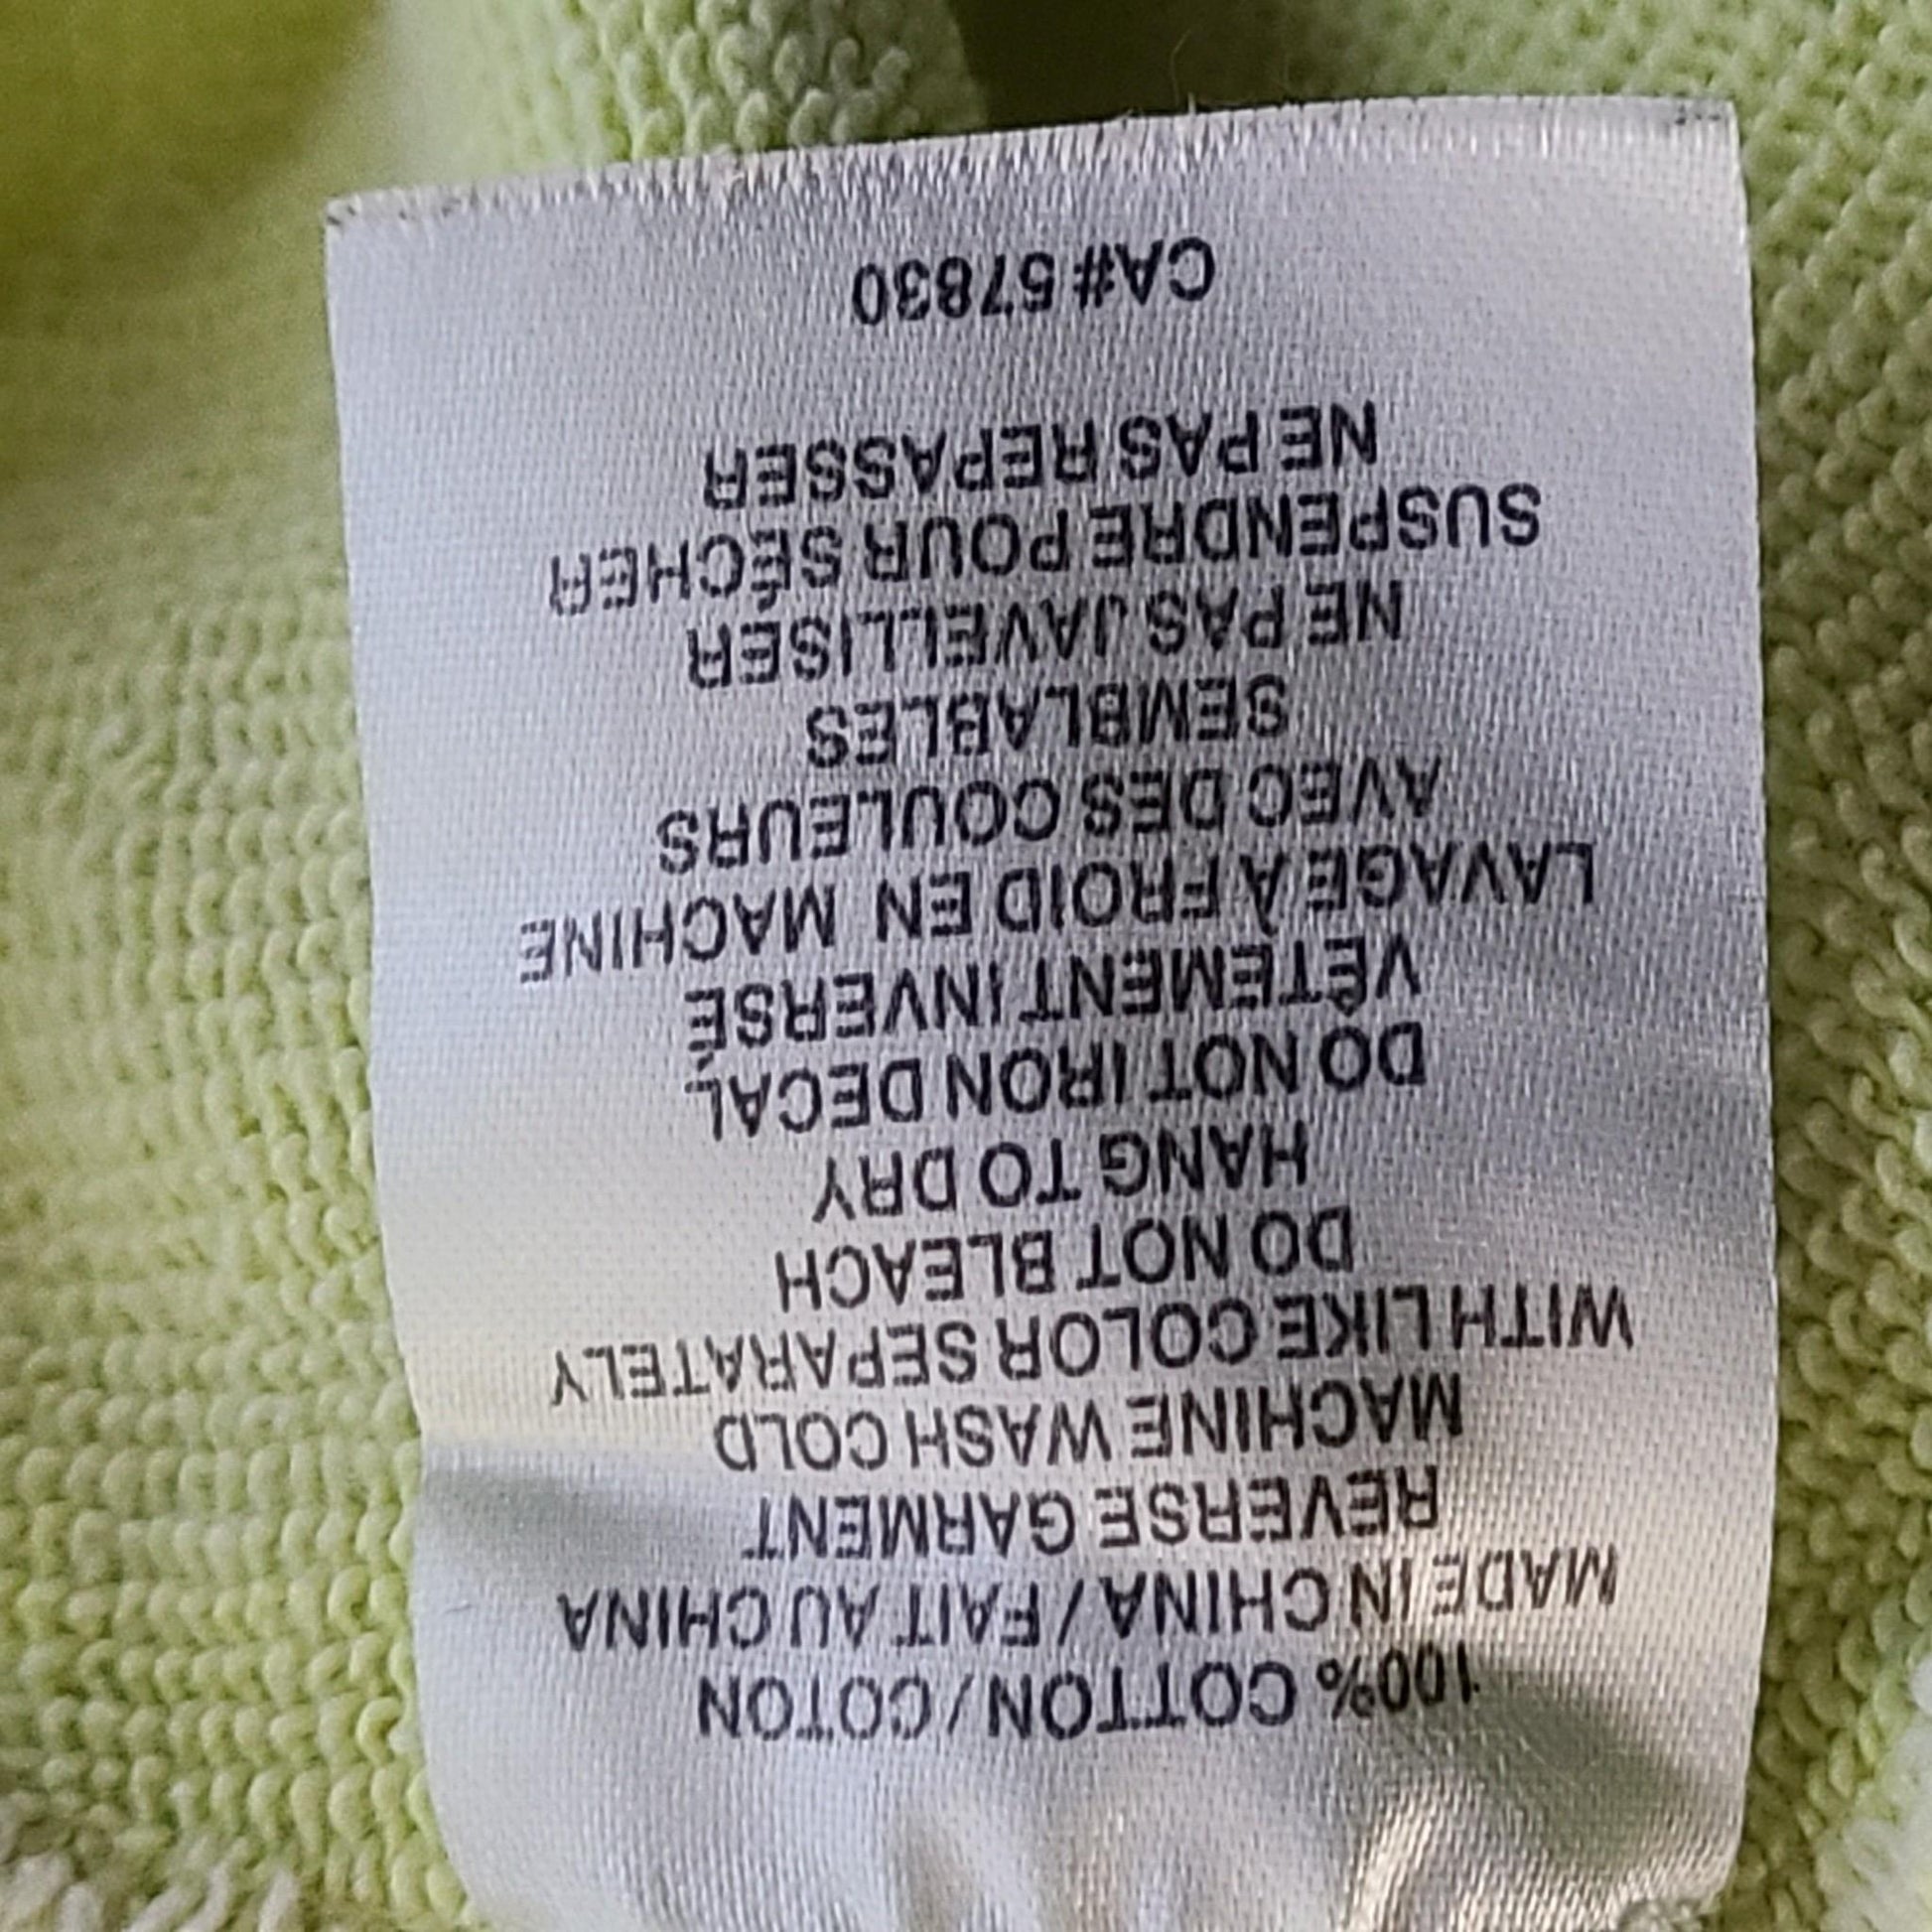 100% COTTON / COTON
MADE IN CHINA / FAIT AU CHINA
REVERSE GARMENT
MACHINE WASH COLD
WITH LIKE COLOR SEPARATELY
DO NOT BLEACH
HANG TO DRY
DO NOT IRON DECAL
VÊTEMENT INVERSÉ
LAVAGE À FROID EN MACHINE
AVEC DES COULEURS
SEMBLABLES
NE PAS JAVELLISER
SUSPENDRE POUR SÉCHER
NE PAS REPASSER
CA# 57830